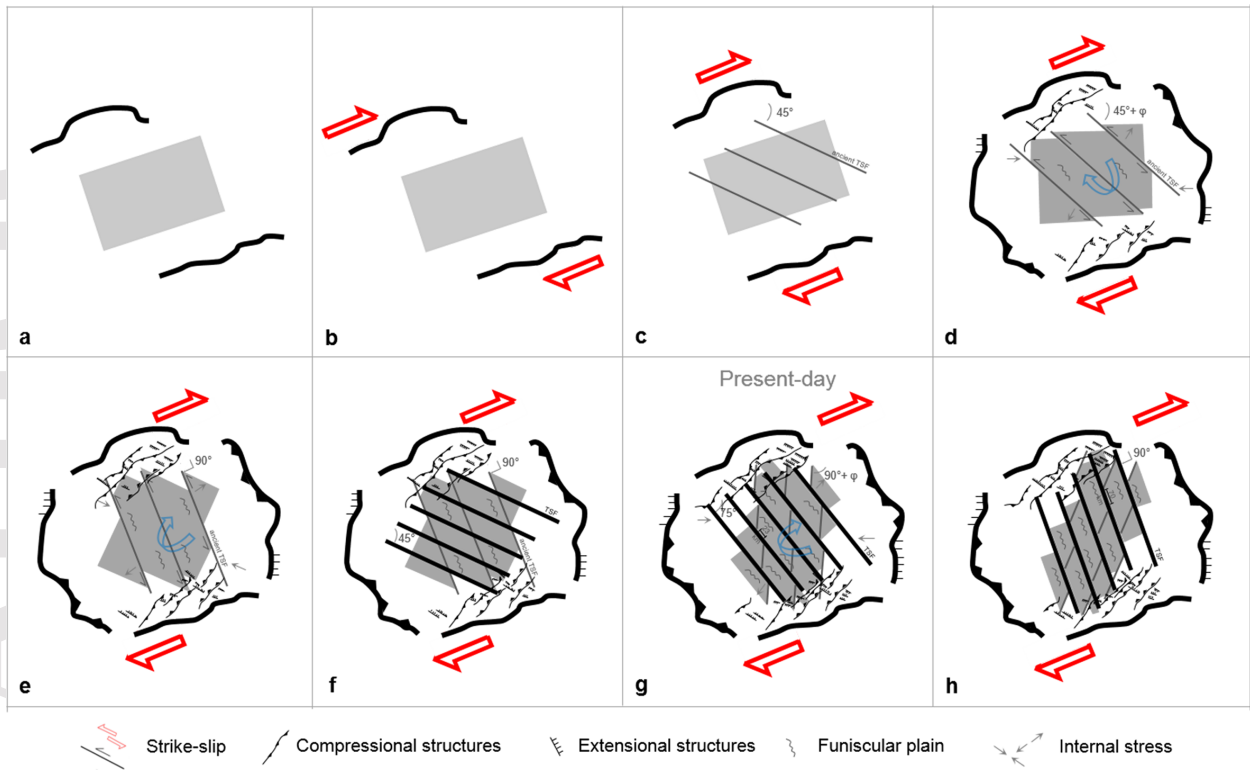 a
b
45°
ancient TSF
c
45°+ φ
ancient TSF
d
90°
ancient TSF
e
90°
TSF
45°
ancient TSF
f
Present-day
90°+ φ
75°
TSF
g
90°
TSF
h
Strike-slip
Compressional structures
Extensional structures
Funiscular plain
Internal stress